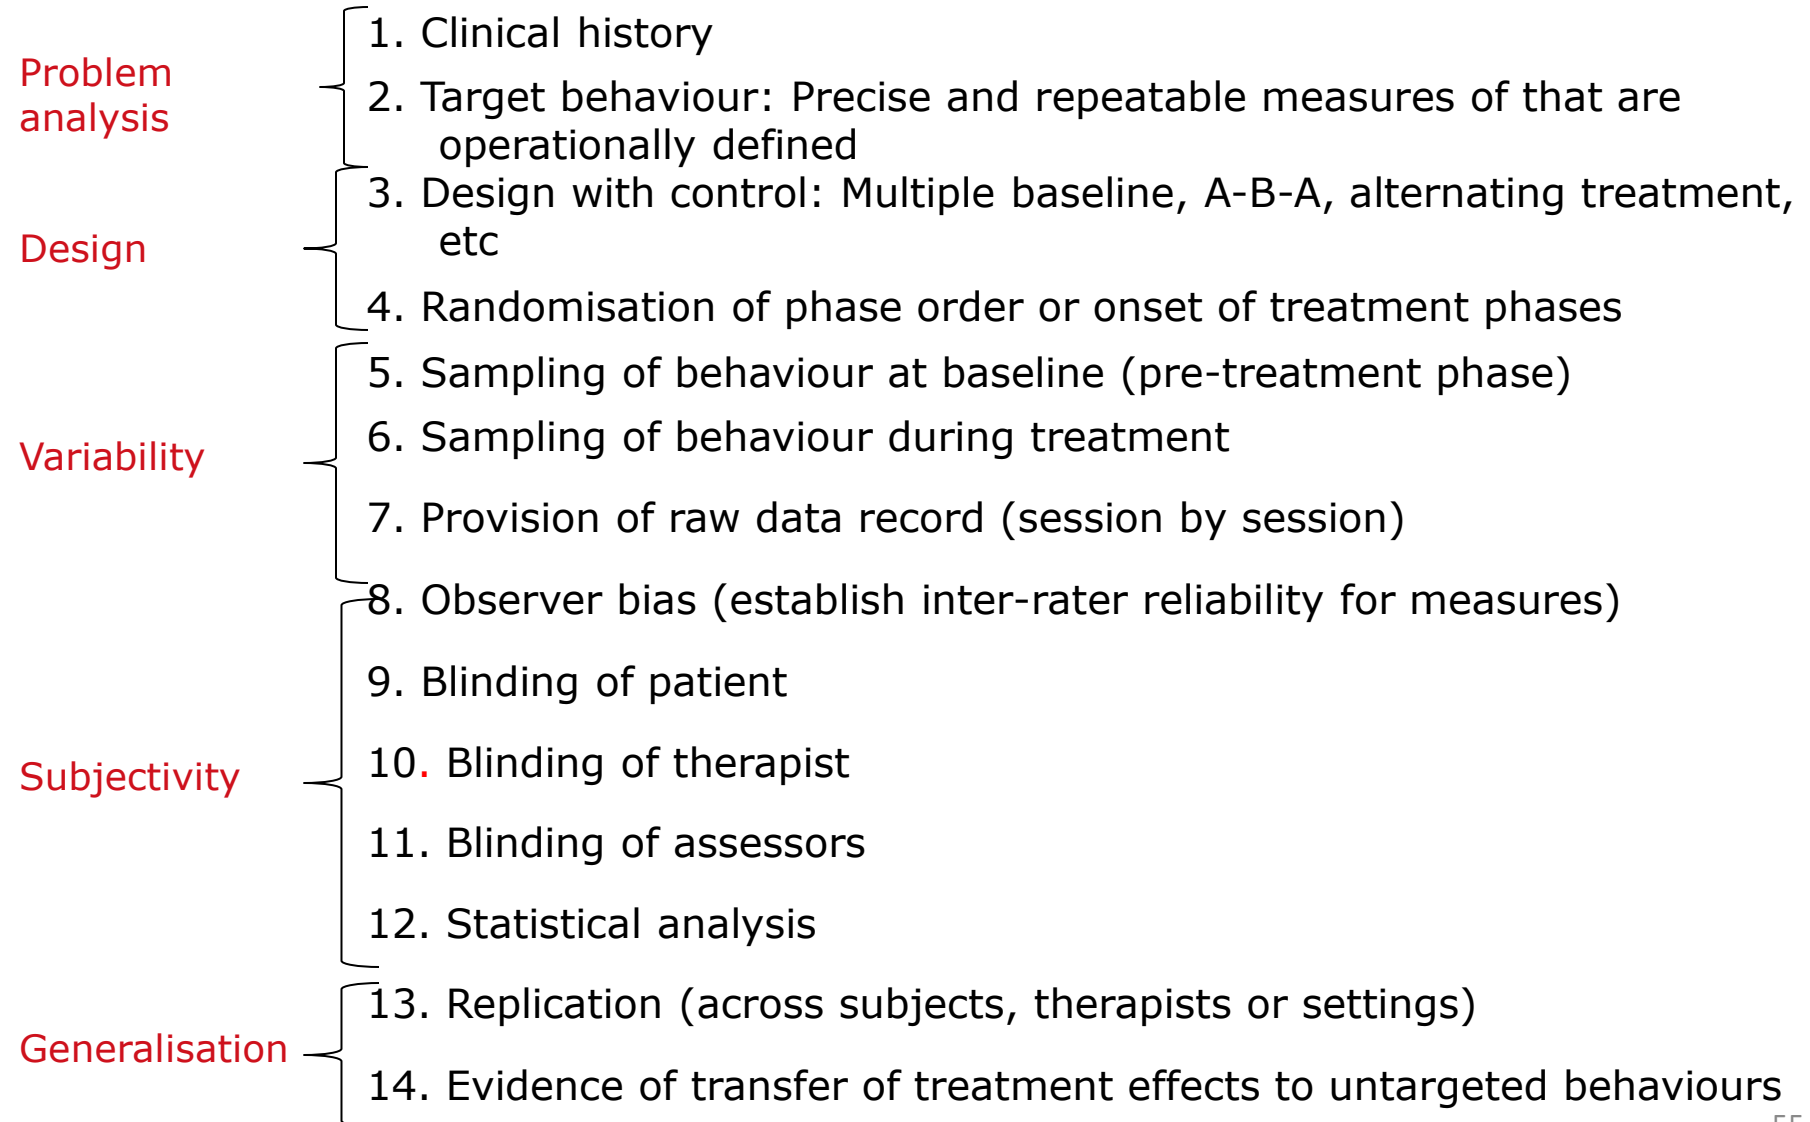 Problem
analysis
1. Clinical history
2. Target behaviour: Precise and repeatable measures of that are
operationally defined
Design
3. Design with control: Multiple baseline, A-B-A, alternating treatment,
etc
4. Randomisation of phase order or onset of treatment phases
Variability
5. Sampling of behaviour at baseline (pre-treatment phase)
6. Sampling of behaviour during treatment
7. Provision of raw data record (session by session)
Subjectivity
8. Observer bias (establish inter-rater reliability for measures)
9. Blinding of patient
10. Blinding of therapist
11. Blinding of assessors
12. Statistical analysis
Generalisation
13. Replication (across subjects, therapists or settings)
14. Evidence of transfer of treatment effects to untargeted behaviours